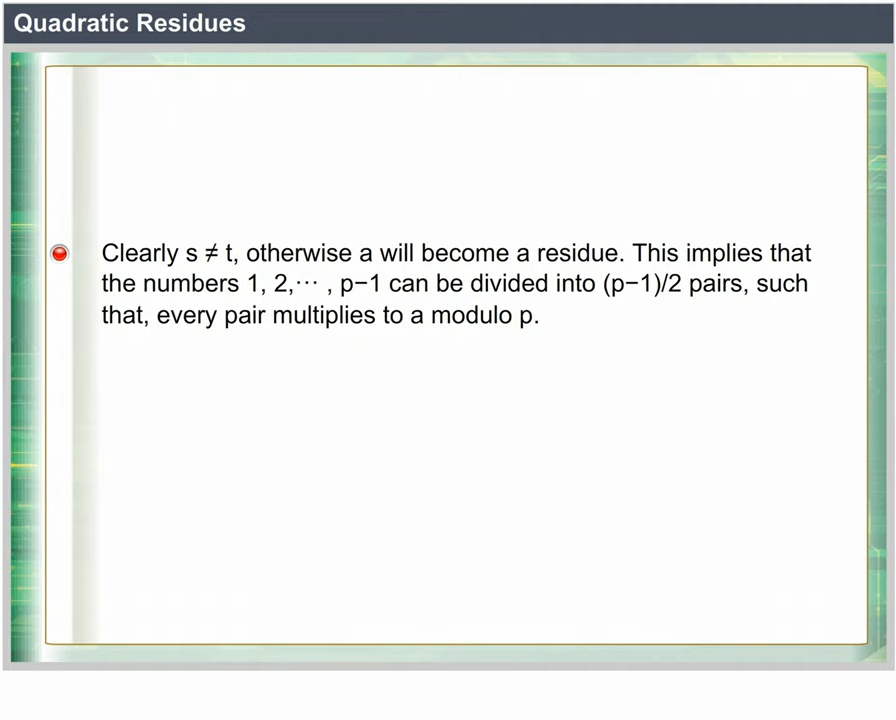 Quadratic Residues
Clearly s ≠ t, otherwise a will become a residue. This implies that
the numbers 1, 2,⋯ , p−1 can be divided into (p−1)/2 pairs, such
that, every pair multiplies to a modulo p.